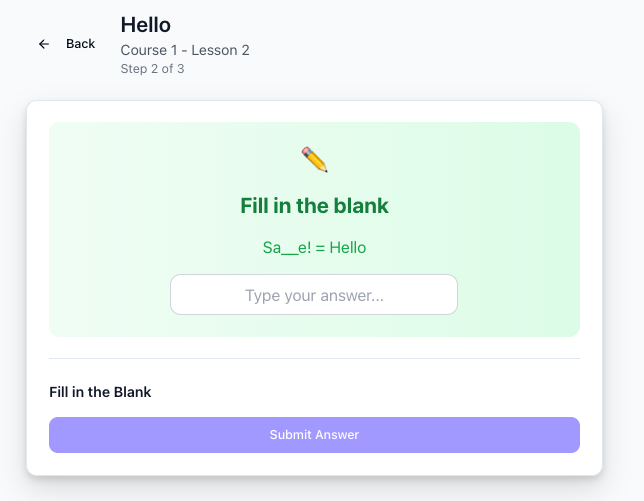 Hello
Back
Course 1 - Lesson 2
Step 2 of 3
Fill in the blank
Sa__e! = Hello
Type your answer...
Fill in the Blank
Submit Answer